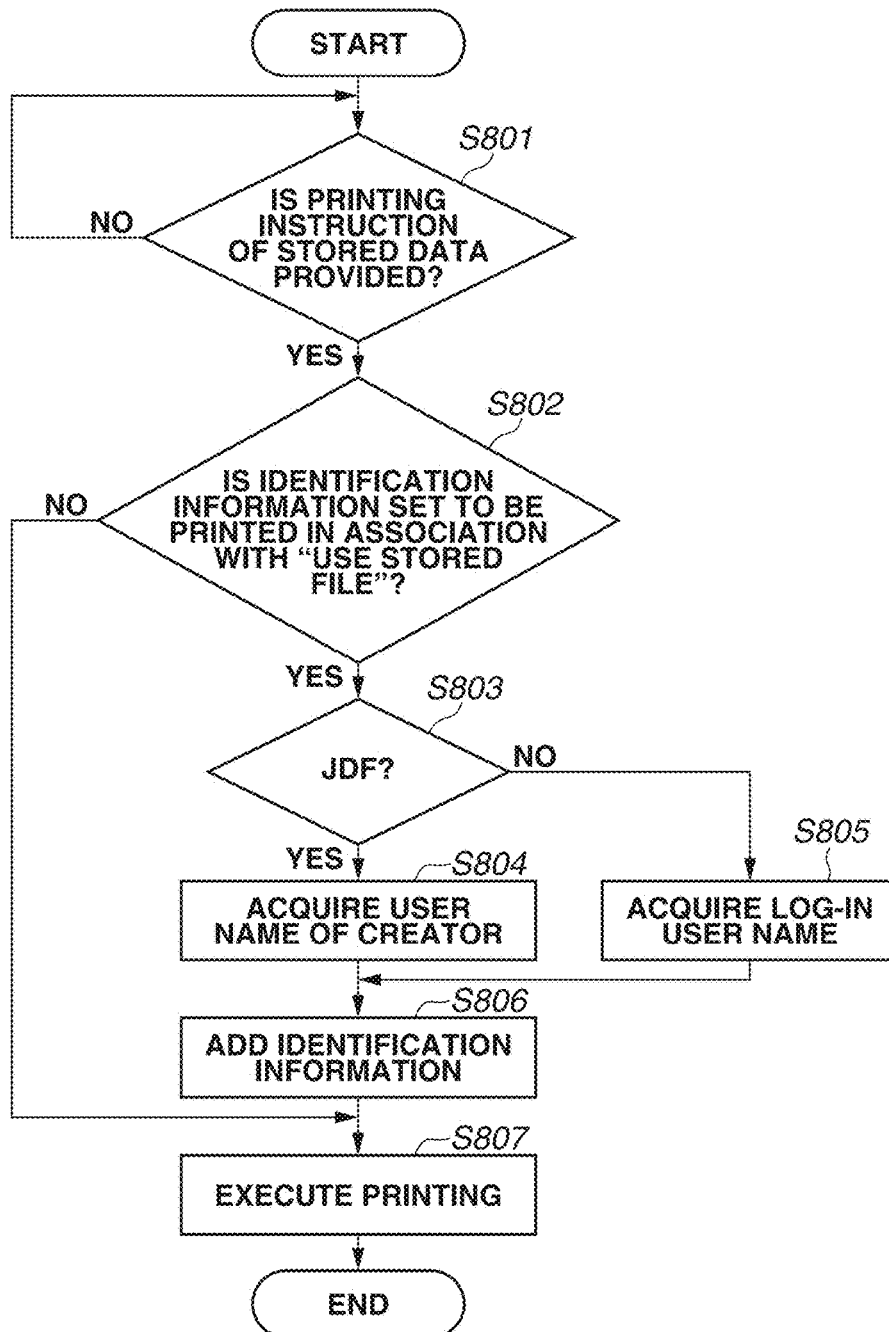 START
S801
IS PRINTING
INSTRUCTION
OF STORED DATA
PROVIDED?
NO
YES
S802
IS IDENTIFICATION
INFORMATION SET TO BE
PRINTED IN ASSOCIATION
WITH “USE STORED
FILE”?
NO
YES
S803
JDF?
NO
YES
S804
ACQUIRE USER
NAME OF CREATOR
S805
ACQUIRE LOG-IN
USER NAME
S806
ADD IDENTIFICATION
INFORMATION
S807
EXECUTE PRINTING
END